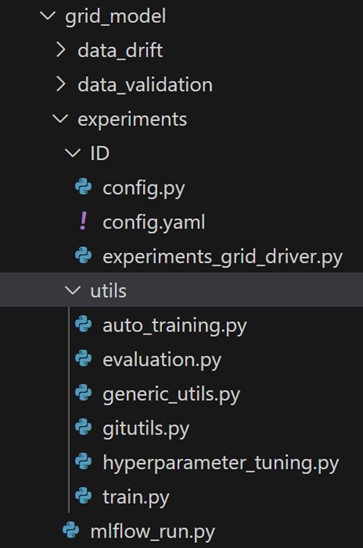 grid_model
data_drift
data_validation
experiments
ID
config.py
! config.yaml
experiments_grid_driver.py
utils
auto_training.py
evaluation.py
generic_utils.py
gitutils.py
hyperparameter_tuning.py
train.py
mlflow_run.py